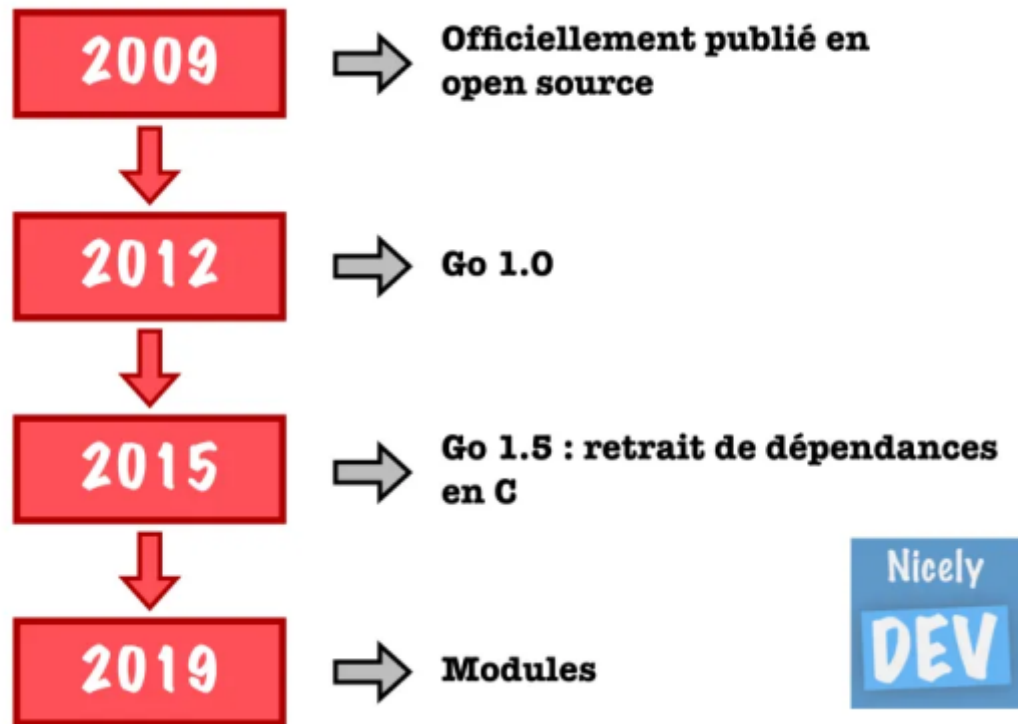 2009
Officiellement publié en
open source
2012
Go 1.0
2015
Go 1.5 : retrait de dépendances
en C
2019
Modules
Nicely
DEV